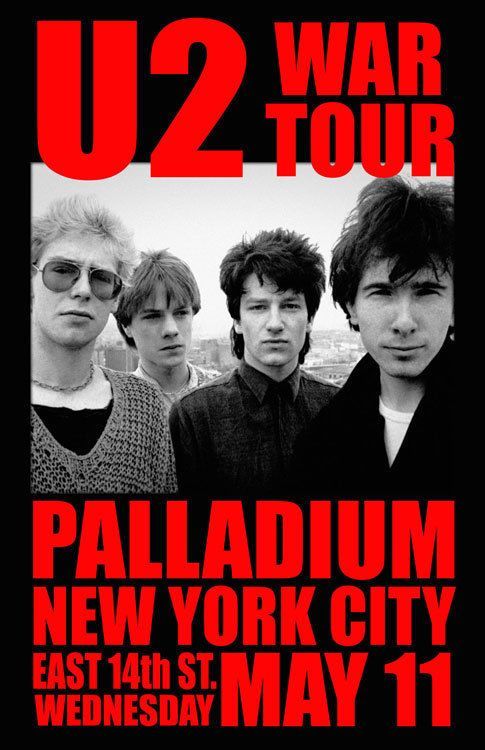 U2 WAR
TOUR
PALLADIUM
NEW YORK CITY
EAST 14th ST.
WEDNESDAY
MAY 11